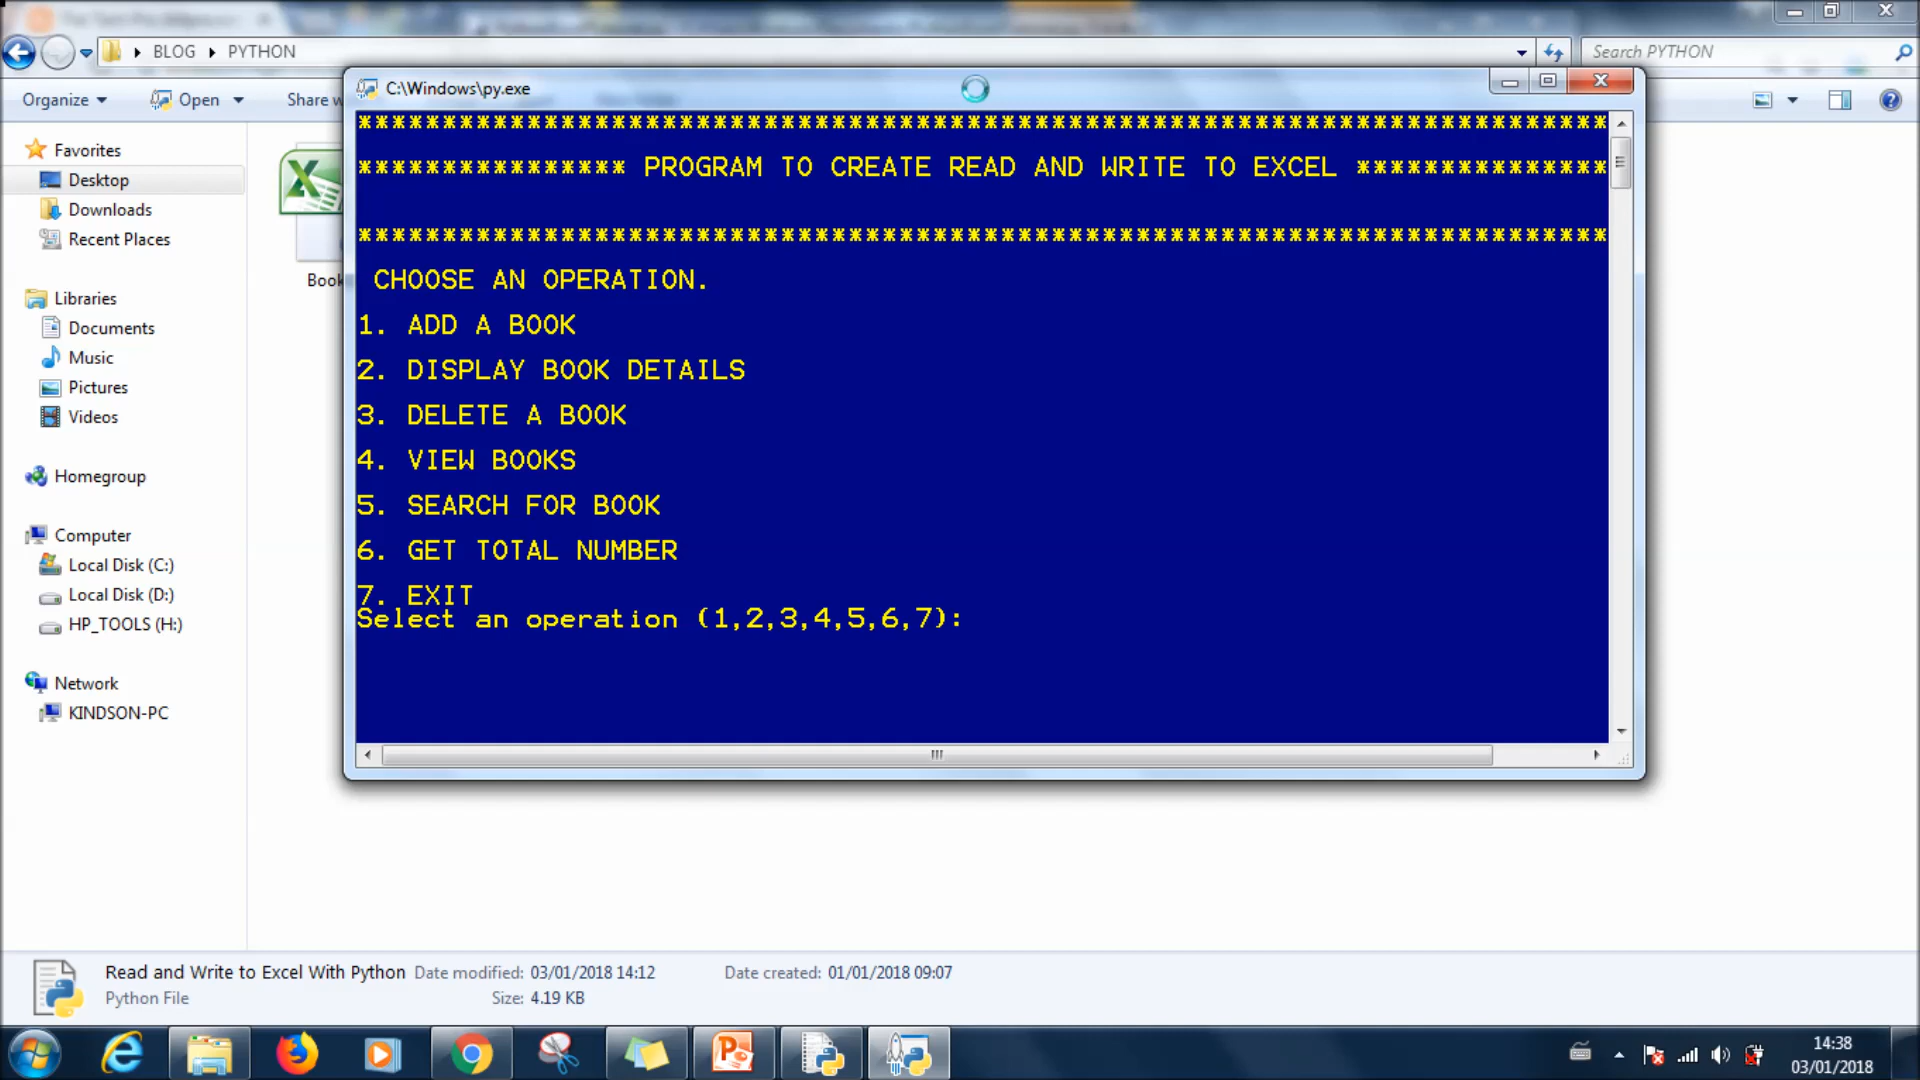 BLOG PYTHON
Search PYTHON
Organize Open Share w
C:\Windows\py.exe
**************************************************************************
**************** PROGRAM TO CREATE READ AND WRITE TO EXCEL ***************
**************************************************************************
CHOOSE AN OPERATION.
1. ADD A BOOK
2. DISPLAY BOOK DETAILS
3. DELETE A BOOK
4. VIEW BOOKS
5. SEARCH FOR BOOK
6. GET TOTAL NUMBER
7. EXIT
Select an operation (1,2,3,4,5,6,7):
Favorites
Desktop
Downloads
Recent Places
Libraries
Documents
Music
Pictures
Videos
Homegroup
Computer
Local Disk (C:)
Local Disk (D:)
HP_TOOLS (H:)
Network
KINDSON-PC
Book
Read and Write to Excel With Python Date modified: 03/01/2018 14:12 Date created: 01/01/2018 09:07
Python File Size: 4.19 KB
14:38
03/01/2018